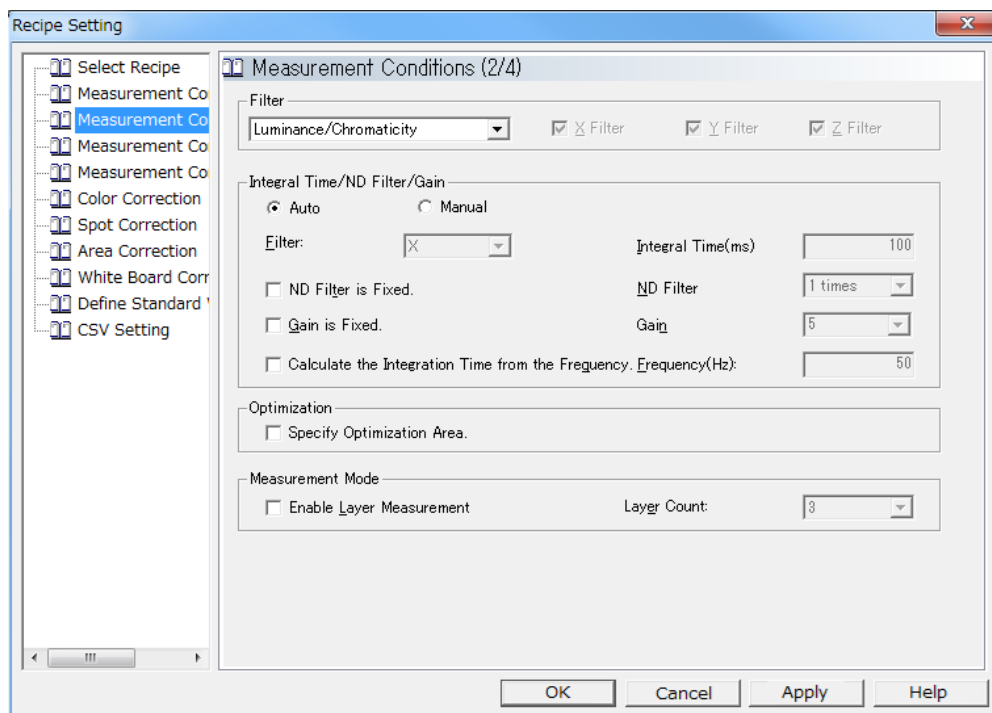 Recipe Setting
Select Recipe
Measurement Co
Measurement Co
Measurement Co
Measurement Co
Color Correction
Spot Correction
Area Correction
White Board Corr
Define Standard
CSV Setting
Measurement Conditions (2/4)
Filter
Luminance/Chromaticity X Filter Y Filter Z Filter
Integral Time/ND Filter/Gain
Auto Manual
Filter: X Integral Time(ms) 100
ND Filter is Fixed. ND Filter 1 times
Gain is Fixed. Gain 5
Calculate the Integration Time from the Frequency. Frequency(Hz): 50
Optimization
Specify Optimization Area.
Measurement Mode
Enable Layer Measurement Layer Count: 3
OK Cancel Apply Help